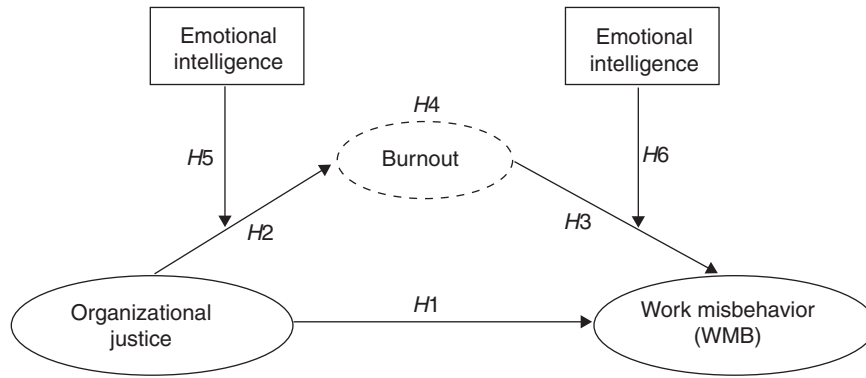 Emotional
intelligence
Emotional
intelligence
H4
H5
Burnout
H6
H2
H3
Organizational
justice
H1
Work misbehavior
(WMB)